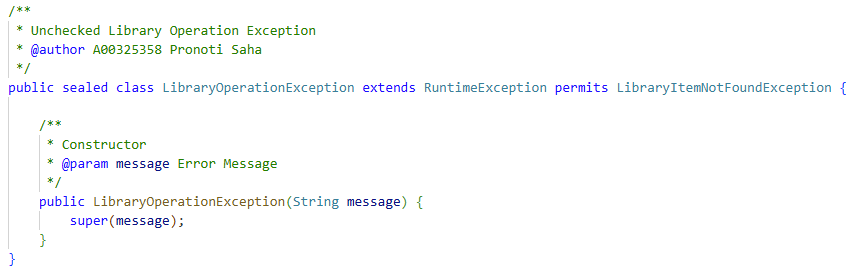 /**
 * Unchecked Library Operation Exception
 * @author A00325358 Pronoti Saha
 */
public sealed class LibraryOperationException extends RuntimeException permits LibraryItemNotFoundException {
    /**
     * Constructor
     * @param message Error Message
     */
    public LibraryOperationException(String message) {
        super(message);
    }
}